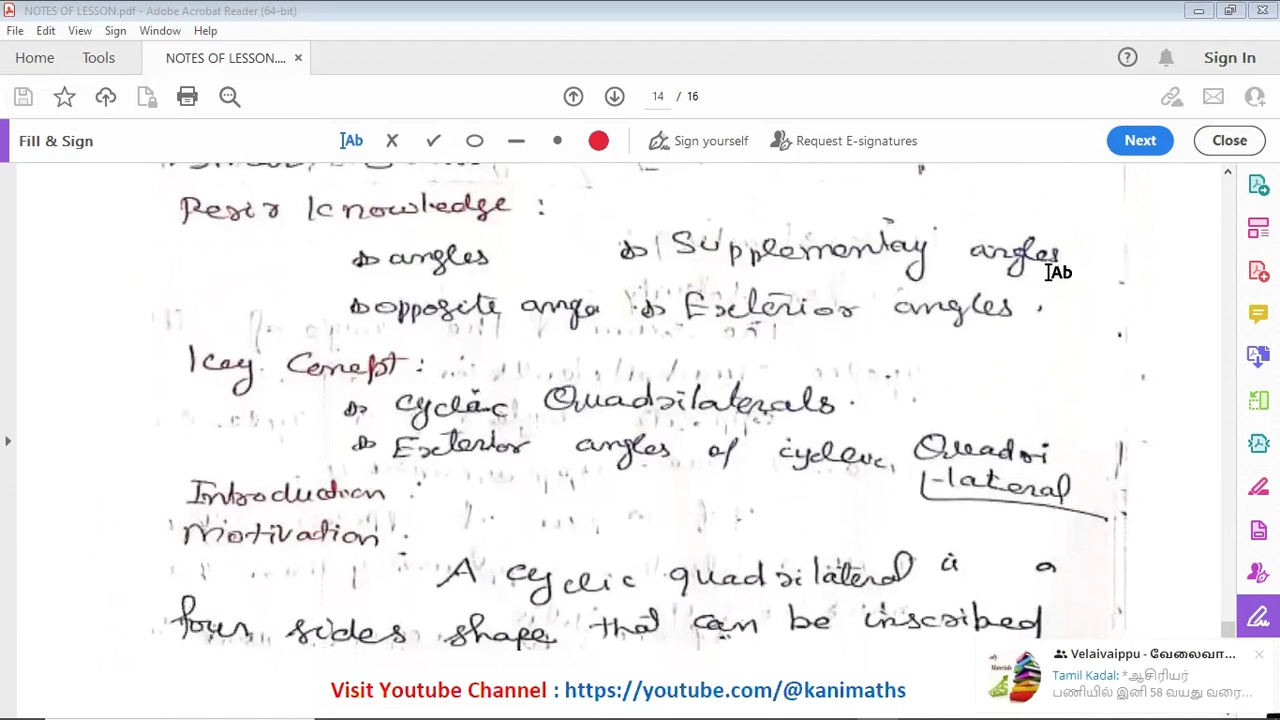 NOTES OF LESSON.pdf - Adobe Acrobat Reader (64-bit)
File Edit View Sign Window Help
Home Tools NOTES OF LESSON.... × Sign In
14 / 16
Fill & Sign Ab Sign yourself Request E-signatures Next Close
Knowledge :
angles Supplementay angles
Ab
opposite ange Exterior angles .
Key Concept :
cyclic Quadrilaterals .
Exterior angles of cyclic Quadri
-lateral
Introduction :
Motivation :
A cyclic quadrilateral is a
four sides shape that can be inscribed
Velaivaippu - வேலைவா...
Tamil Kadal: *ஆசிரியர்
பணியில் இனி 58 வயது வரை...
Visit Youtube Channel : https://youtube.com/@kanimaths